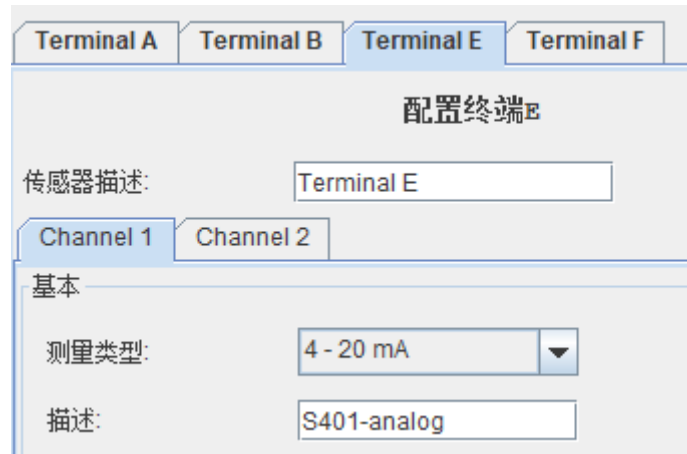 Terminal A Terminal B Terminal E Terminal F
配置终端E
传感器描述: Terminal E
Channel 1 Channel 2
基本
测量类型: 4 - 20 mA
描述: S401-analog